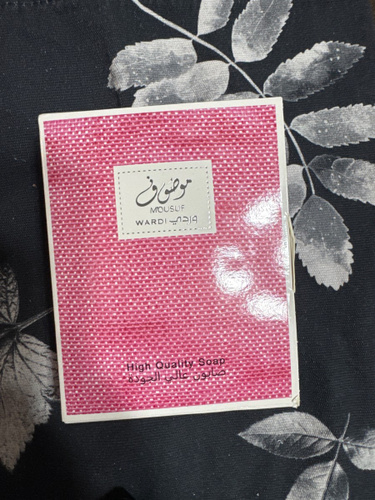 موصوف
MOUSUF
WARDI وردي
High Quality Soap
صابون عالي الجودة